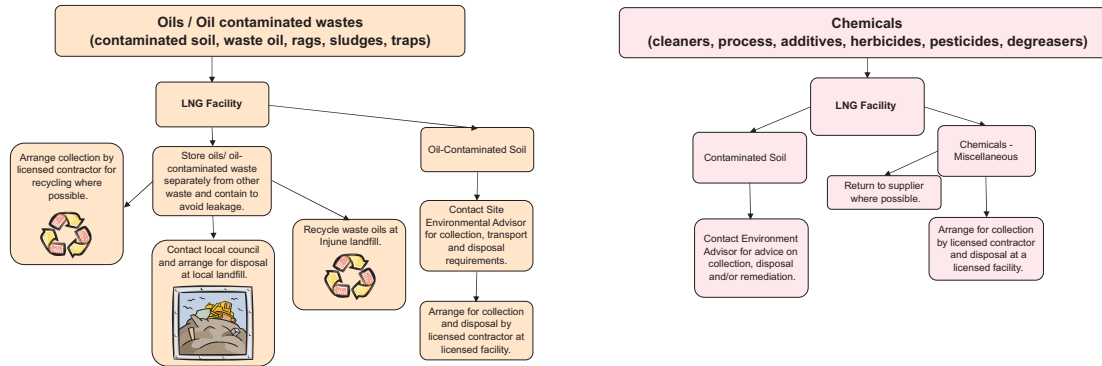 Oils / Oil contaminated wastes
(contaminated soil, waste oil, rags, sludges, traps)
LNG Facility
Oil-Contaminated Soil
Arrange collection by
licensed contractor for
recycling where
possible.
Store oils/ oil-
contaminated waste
separately from other
waste and contain to
avoid leakage.
Contact local council
and arrange for disposal
at local landfill.
Recycle waste oils at
Injune landfill.
Contact Site
Environmental Advisor
for collection, transport
and disposal
requirements.
Arrange for collection
and disposal by
licensed contractor at
licensed facility.
Chemicals
(cleaners, process, additives, herbicides, pesticides, degreasers)
LNG Facility
Contaminated Soil
Chemicals -
Miscellaneous
Return to supplier
where possible.
Contact Environment
Advisor for advice on
collection, disposal
and/or remediation.
Arrange for collection
by licensed contractor
and disposal at a
licensed facility.